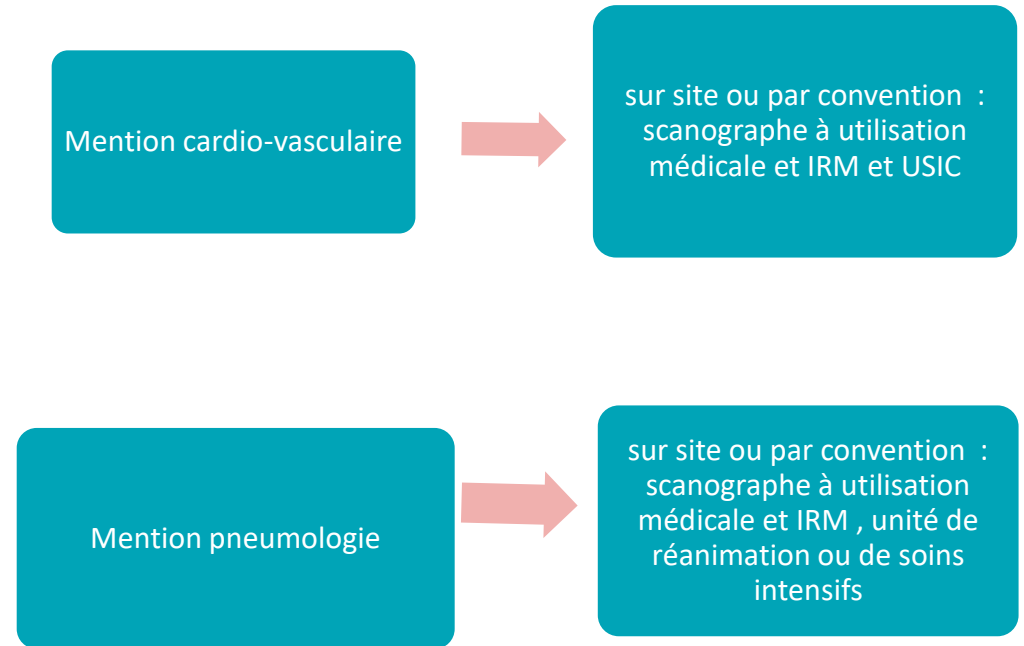 Mention cardio-vasculaire
sur site ou par convention :
scanographe à utilisation
médicale et IRM et USIC
Mention pneumologie
sur site ou par convention :
scanographe à utilisation
médicale et IRM , unité de
réanimation ou de soins
intensifs